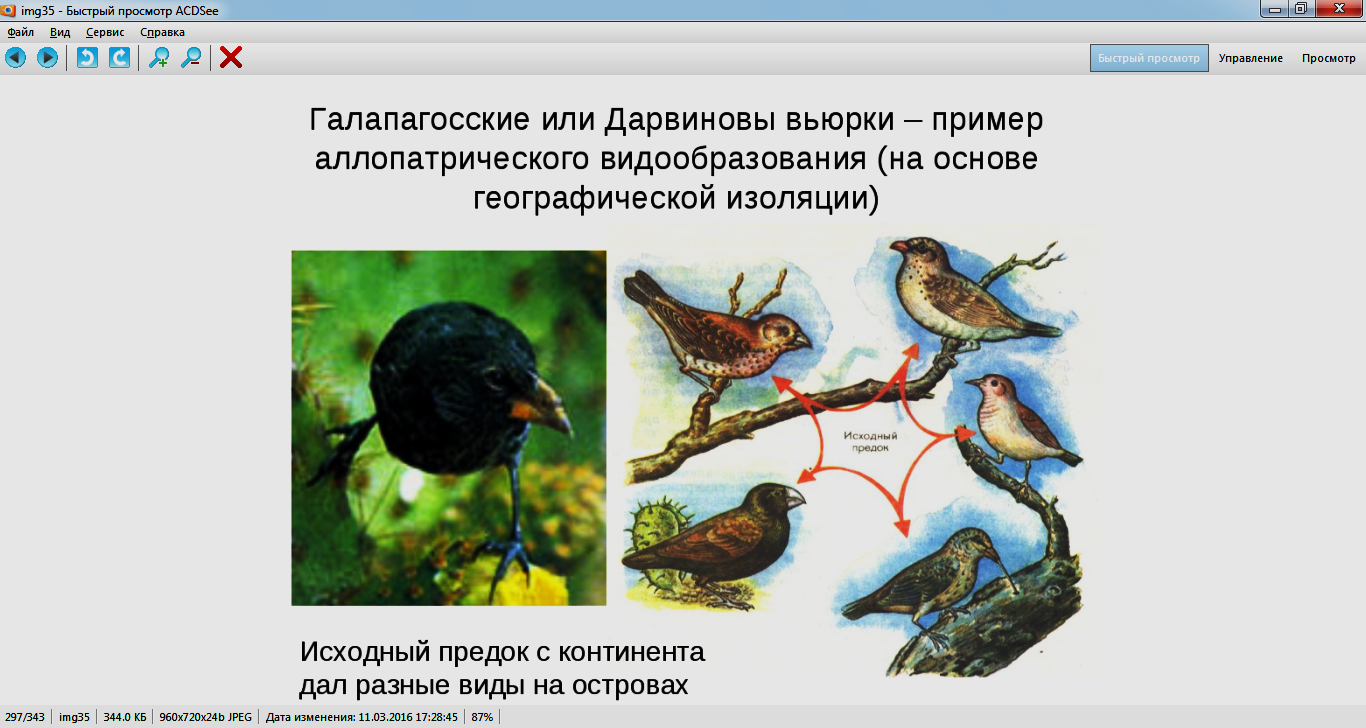 img35 - Быстрый просмотр ACDSee
Файл Вид Сервис Справка
Быстрый просмотр Управление Просмотр
Галапагосские или Дарвиновы вьюрки – пример
аллопатрического видообразования (на основе
географической изоляции)
Исходный
предок
Исходный предок с континента
дал разные виды на островах
297/343 img35 344.0 КБ 960x720x24b JPEG Дата изменения: 11.03.2016 17:28:45 87%